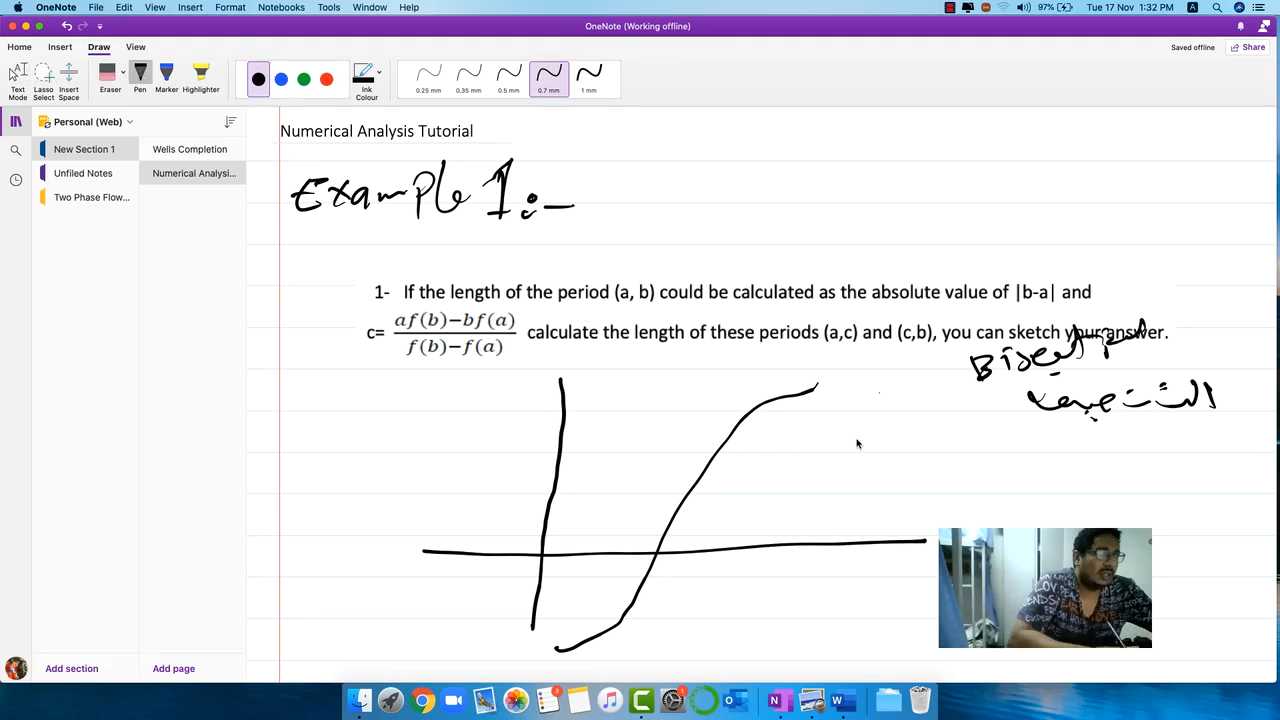 OneNote File Edit View Insert Format Notebooks Tools Window Help 97% Tue 17 Nov 1:32 PM
OneNote (Working offline)
Home Insert Draw View Saved offline Share
Text Mode Lasso Select Insert Space Eraser Pen Marker Highlighter Ink Colour 0.25 mm 0.35 mm 0.5 mm 0.7 mm 1 mm
Personal (Web)
New Section 1
Unfiled Notes
Two Phase Flow...
Wells Completion
Numerical Analysi...
Add section
Add page
Numerical Analysis Tutorial
Example 1:-
1- If the length of the period (a, b) could be calculated as the absolute value of |b-a| and
c= af(b)−bf(a) / f(b)−f(a) calculate the length of these periods (a,c) and (c,b), you can sketch your answer.
LOV
ENDS
LOVE
3
1
N
W